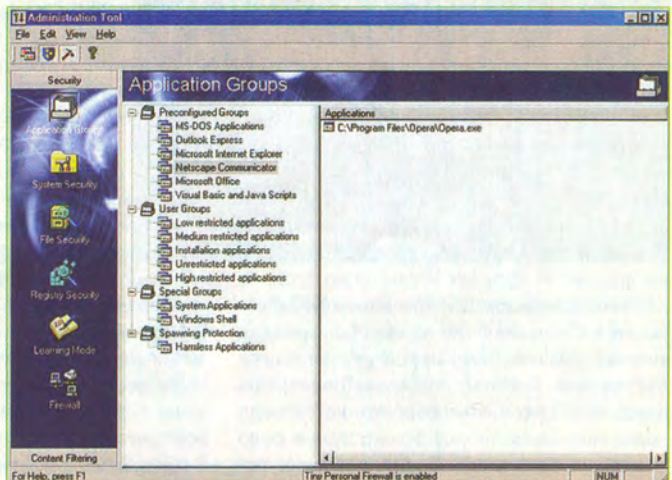 Administration Tool
File Edit View Help
Security
Application Groups
Application Groups
System Security
File Security
Registry Security
Learning Mode
Firewall
Content Filtering
Preconfigured Groups
MS-DOS Applications
Outlook Express
Microsoft Internet Explorer
Netscape Communicator
Microsoft Office
Visual Basic and Java Scripts
User Groups
Low restricted applications
Medium restricted applications
Installation applications
Unrestricted applications
High restricted applications
Special Groups
System Applications
Windows Shell
Spawning Protection
Harmless Applications
Applications
C:\Program Files\Opera\Opera.exe
For Help, press F1
Tiny Personal Firewall is enabled
NUM